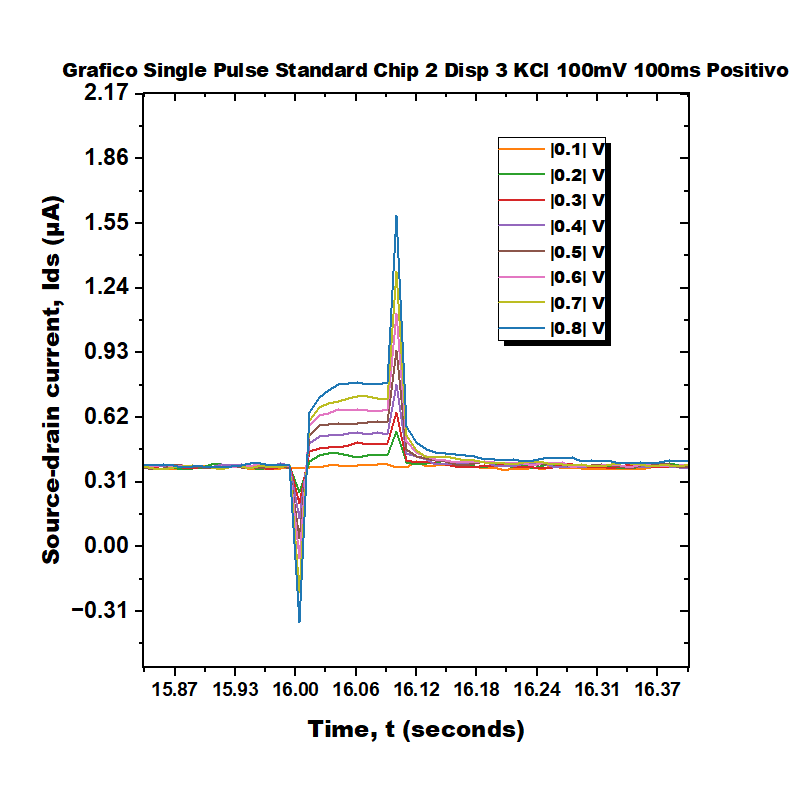 Grafico Single Pulse Standard Chip 2 Disp 3 KCl 100mV 100ms Positivo
2.17
1.86
1.55
1.24
0.93
0.62
0.31
0.00
−0.31
Source-drain current, Ids (µA)
|0.1| V
|0.2| V
|0.3| V
|0.4| V
|0.5| V
|0.6| V
|0.7| V
|0.8| V
15.87 15.93 16.00 16.06 16.12 16.18 16.24 16.31 16.37
Time, t (seconds)